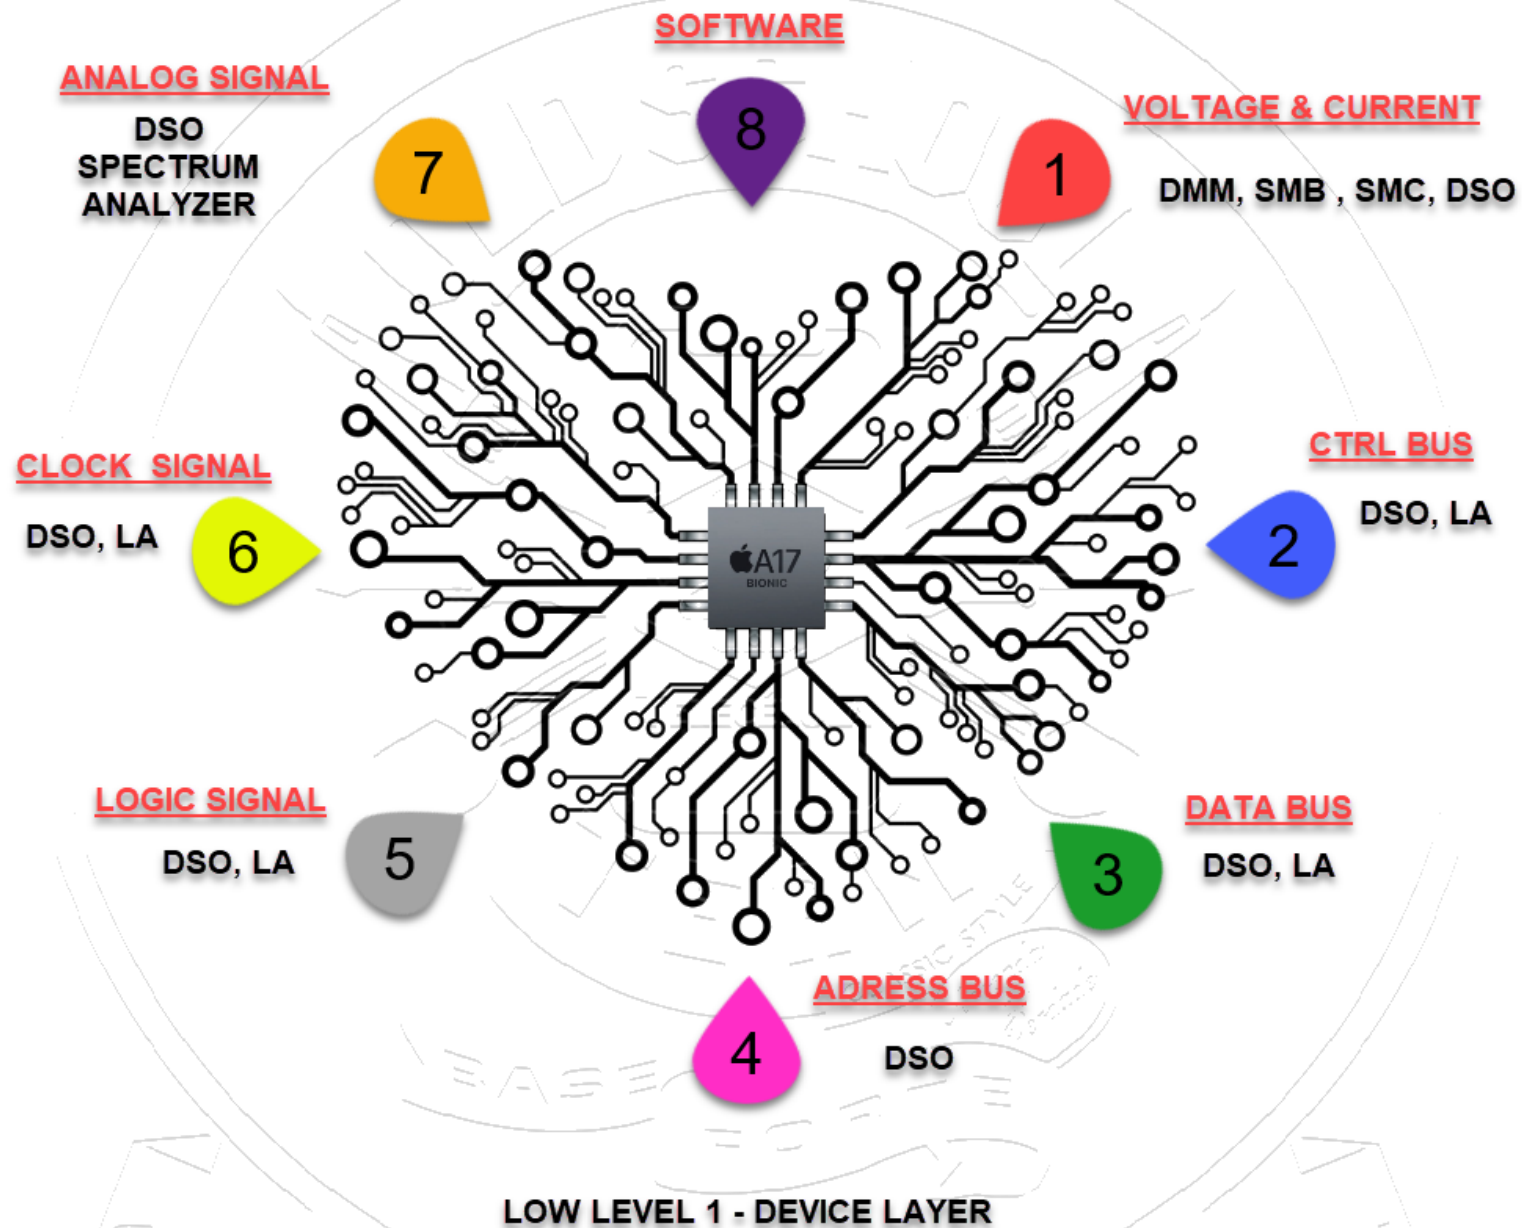 SOFTWARE
8
ANALOG SIGNAL
DSO
SPECTRUM
ANALYZER
7
VOLTAGE & CURRENT
DMM, SMB , SMC, DSO
1
CLOCK SIGNAL
DSO, LA
6
A17
BIONIC
CTRL BUS
DSO, LA
2
LOGIC SIGNAL
DSO, LA
5
DATA BUS
DSO, LA
3
ADRESS BUS
DSO
4
BASE
LOW LEVEL 1 - DEVICE LAYER